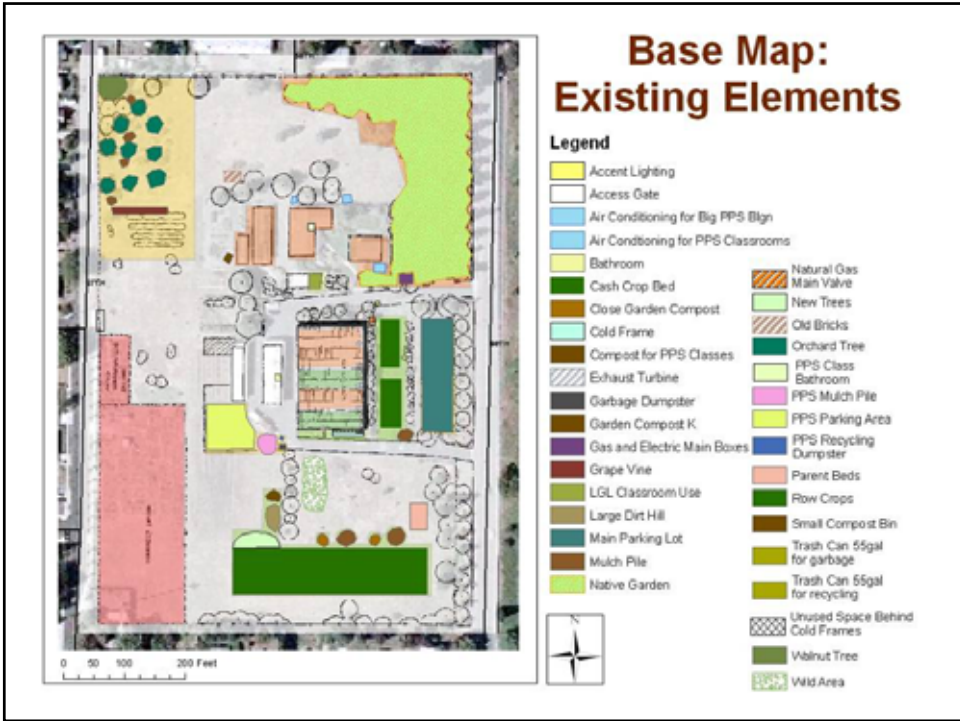 Base Map:
Existing Elements
Legend
Accent Lighting
Access Gate
Air Conditioning for Big PPS Blgn
Air Conditioning for PPS Classrooms
Bathroom
Cash Crop Bed
Close Garden Compost
Cold Frame
Compost for PPS Classes
Exhaust Turbine
Garbage Dumpster
Garden Compost K
Gas and Electric Main Boxes
Grape Vine
LGL Classroom Use
Large Dirt Hill
Main Parking Lot
Mulch Pile
Native Garden
Natural Gas
Main Valve
New Trees
Old Bricks
Orchard Tree
PPS Class
Bathroom
PPS Mulch Pile
PPS Parking Area
PPS Recycling
Dumpster
Parent Beds
Row Crops
Small Compost Bin
Trash Can 55gal
for garbage
Trash Can 55gal
for recycling
Unused Space Behind
Cold Frames
Walnut Tree
Wild Area
N
0 50 100 200 Feet